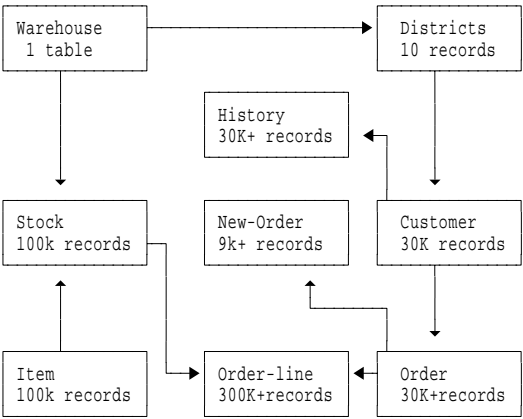 Warehouse
1 table
Districts
10 records
History
30K+ records
Stock
100k records
New-Order
9k+ records
Customer
30K records
Item
100k records
Order-line
300K+records
Order
30K+records